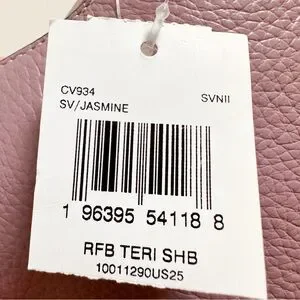 CV934
SV/JASMINE SVNII
1 96395 54118 8
RFB TERI SHB
10011290US25